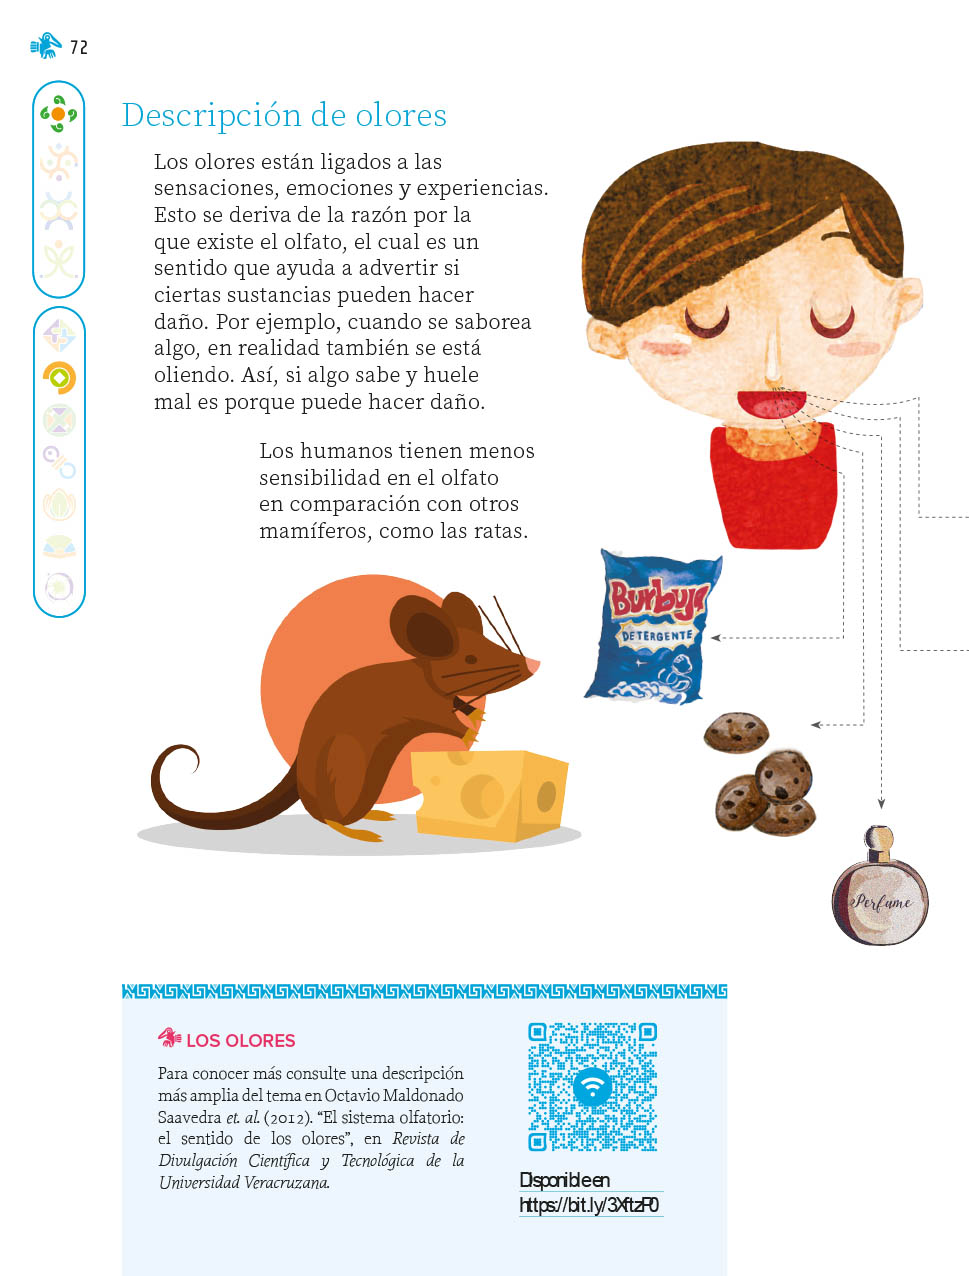 72
Descripción de olores
Los olores están ligados a las
sensaciones, emociones y experiencias.
Esto se deriva de la razón por la
que existe el olfato, el cual es un
sentido que ayuda a advertir si
ciertas sustancias pueden hacer
daño. Por ejemplo, cuando se saborea
algo, en realidad también se está
oliendo. Así, si algo sabe y huele
mal es porque puede hacer daño.
Los humanos tienen menos
sensibilidad en el olfato
en comparación con otros
mamíferos, como las ratas.
Burbuja
DETERGENTE
Perfume
LOS OLORES
Para conocer más consulte una descripción
más amplia del tema en Octavio Maldonado
Saavedra et. al. (2012). “El sistema olfatorio:
el sentido de los olores”, en Revista de
Divulgación Científica y Tecnológica de la
Universidad Veracruzana.
Disponible en
https://bit.ly/3XftzP0